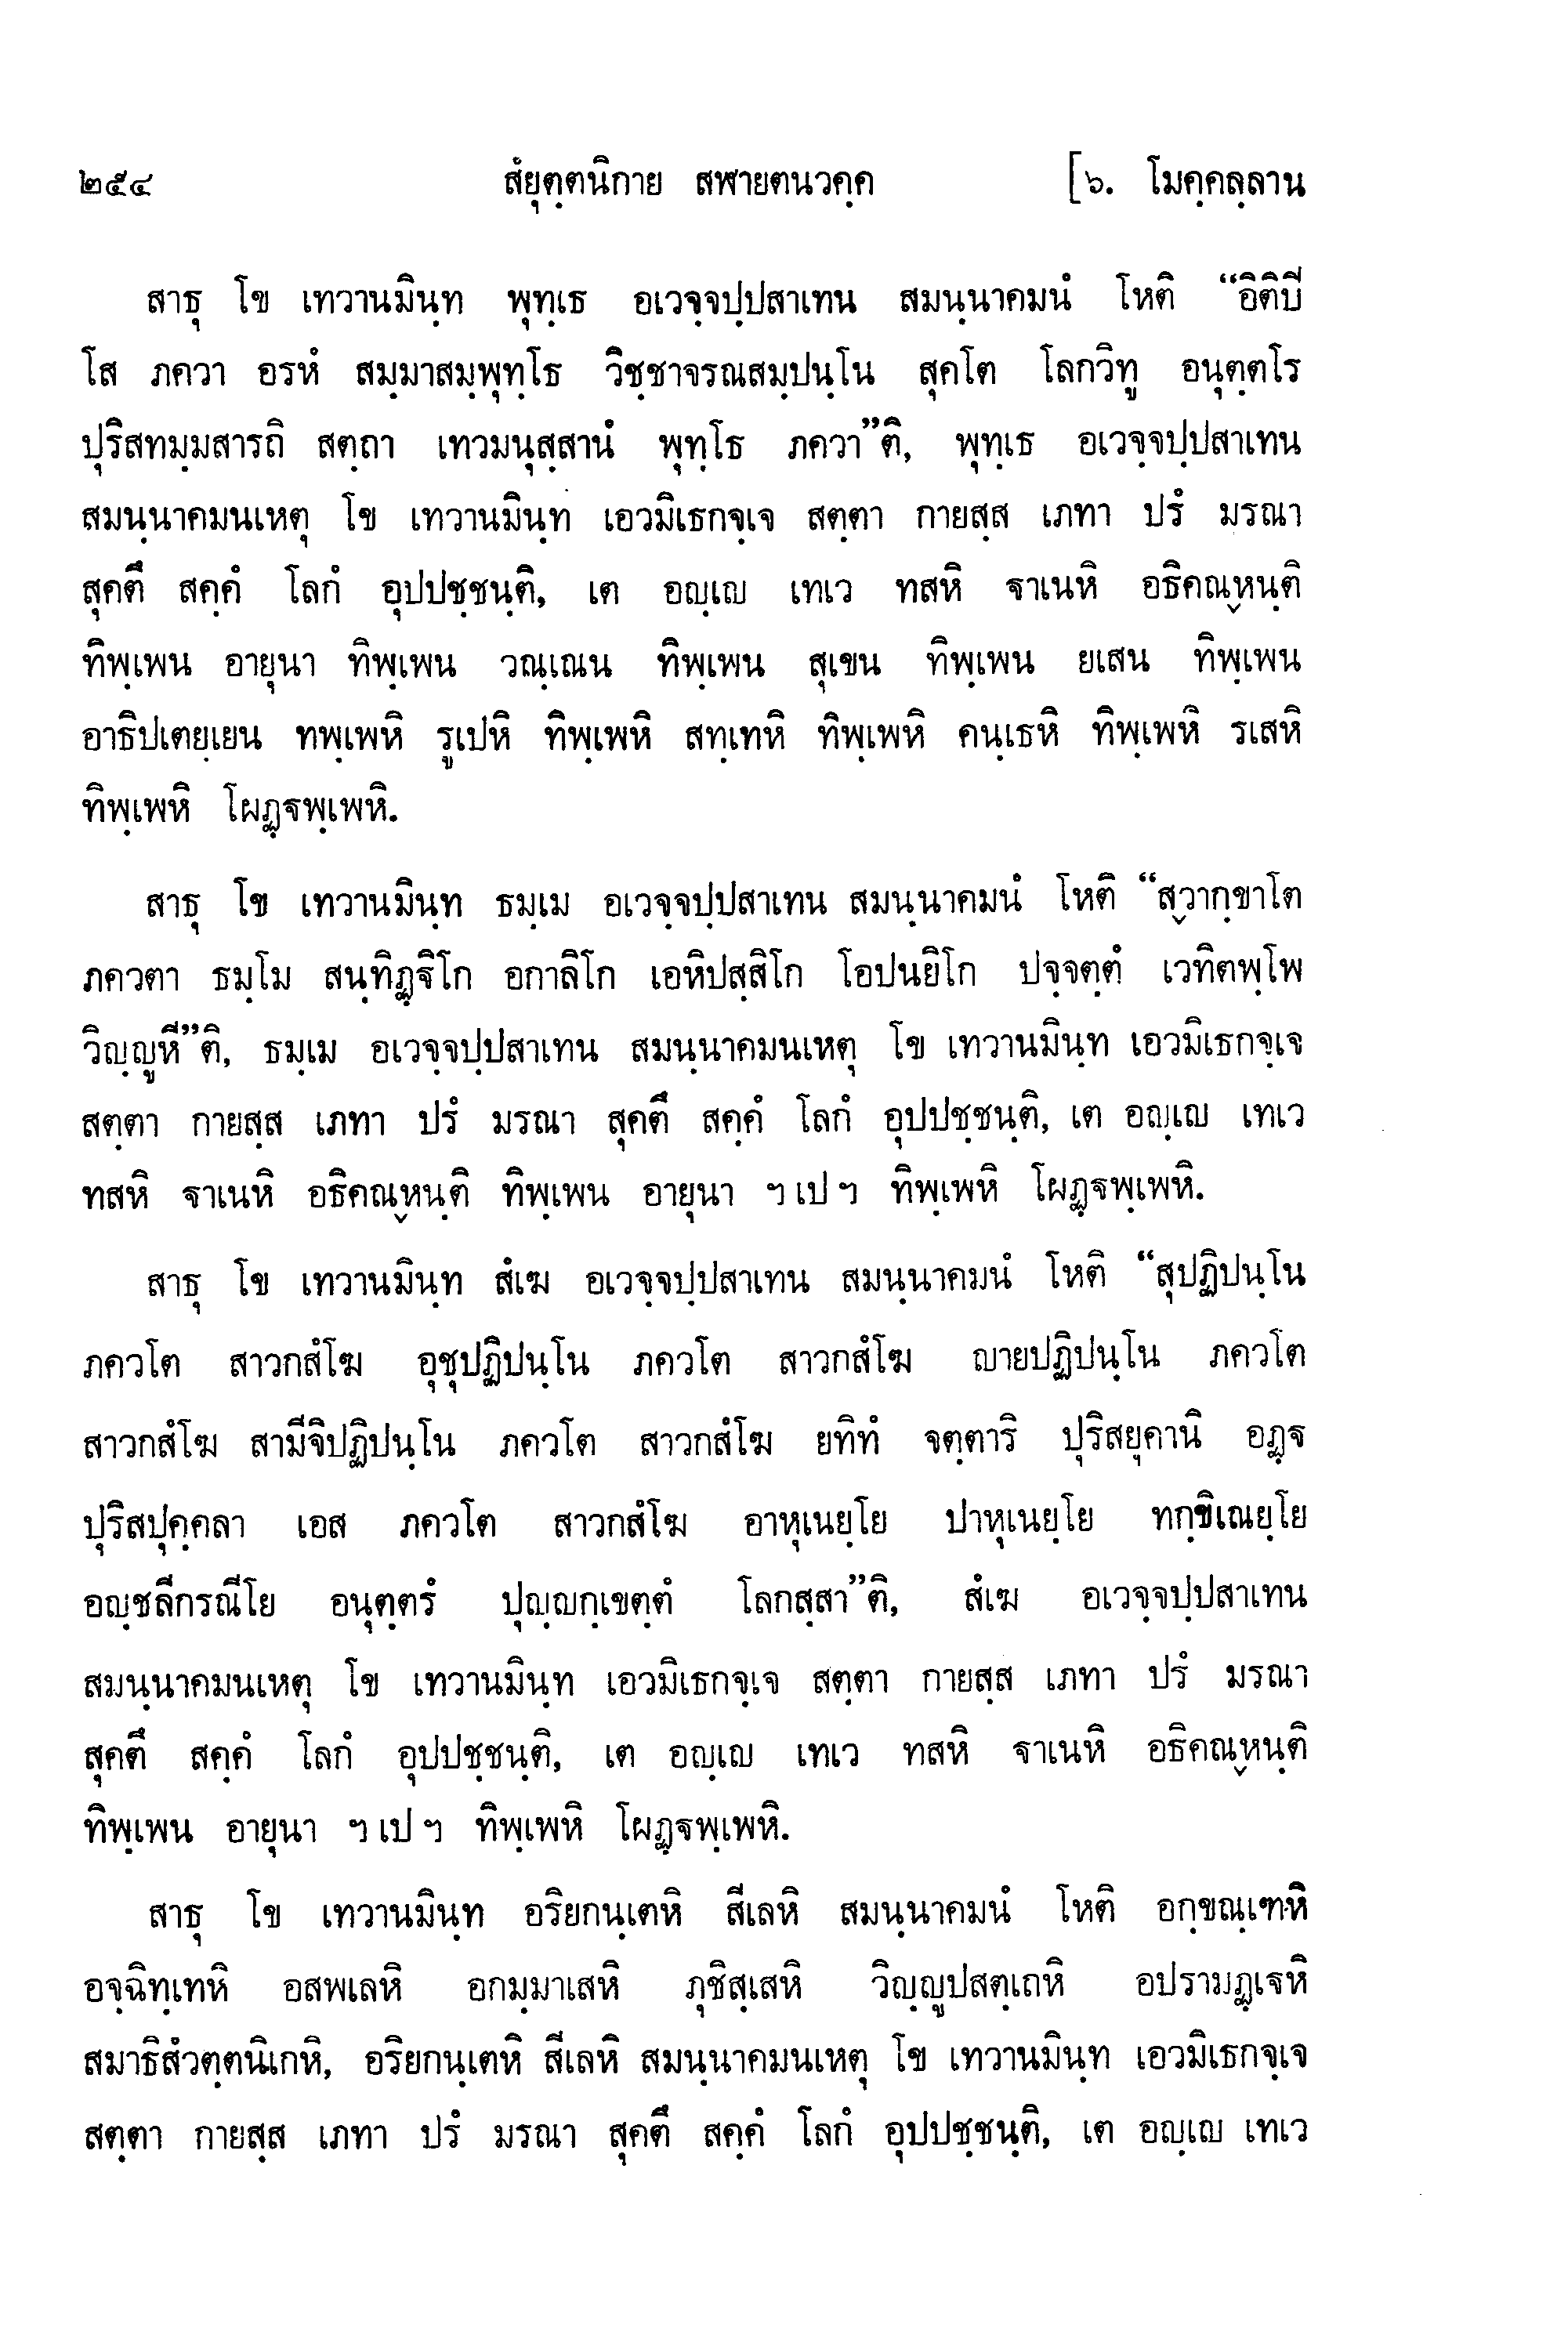 ๒๕๔ สํยุตฺตนิกาย สฬายตนวคฺค [๖. โมคฺคลฺลาน
สาธุ โข เทวานมินฺท พุทฺเธ อเวจฺจปฺปสาเทน สมนฺนาคมนํ โหติ “อิติปี
โส ภควา อรหํ สมฺมาสมฺพุทฺโธ วิชฺชาจรณสมฺปนฺโน สุคโต โลกวิทู อนุตฺตโร
ปุริสทมฺมสารถิ สตฺถา เทวมนุสฺสานํ พุทฺโธ ภควา”ติ, พุทฺเธ อเวจฺจปฺปสาเทน
สมนฺนาคมนเหตุ โข เทวานมินฺท เอวมิเธกจฺเจ สตฺตา กายสฺส เภทา ปรํ มรณา
สุคตึ สคฺคํ โลกํ อุปปชฺชนฺติ, เต อญฺเญ เทเว ทสหิ ฐาเนหิ อธิคณฺหนฺติ
ทิพฺเพน อายุนา ทิพฺเพน วณฺเณน ทิพฺเพน สุเขน ทิพฺเพน ยเสน ทิพฺเพน
อาธิปเตยฺเยน ทพฺเพหิ รูเปหิ ทิพฺเพหิ สทฺเทหิ ทิพฺเพหิ คนฺเธหิ ทิพฺเพหิ รเสหิ
ทิพฺเพหิ โผฏฺฐพฺเพหิ.
สาธุ โข เทวานมินฺท ธมฺเม อเวจฺจปฺปสาเทน สมนฺนาคมนํ โหติ “สฺวากฺขาโต
ภควตา ธมฺโม สนฺทิฏฺฐิโก อกาลิโก เอหิปสฺสิโก โอปนยิโก ปจฺจตฺตํ เวทิตพฺโพ
วิญฺญูหี”ติ, ธมฺเม อเวจฺจปฺปสาเทน สมนฺนาคมนเหตุ โข เทวานมินฺท เอวมิเธกจฺเจ
สตฺตา กายสฺส เภทา ปรํ มรณา สุคตึ สคฺคํ โลกํ อุปปชฺชนฺติ, เต อญฺเญ เทเว
ทสหิ ฐาเนหิ อธิคณฺหนฺติ ทิพฺเพน อายุนา ฯ เป ฯ ทิพฺเพหิ โผฏฺฐพฺเพหิ.
สาธุ โข เทวานมินฺท สํเฆ อเวจฺจปฺปสาเทน สมนฺนาคมนํ โหติ “สุปฏิปนฺโน
ภควโต สาวกสํโฆ อุชุปฏิปนฺโน ภควโต สาวกสํโฆ ญายปฏิปนฺโน ภควโต
สาวกสํโฆ สามีจิปฏิปนฺโน ภควโต สาวกสํโฆ ยทิทํ จตฺตาริ ปุริสยุคานิ อฏฺฐ
ปุริสปุคฺคลา เอส ภควโต สาวกสํโฆ อาหุเนยฺโย ปาหุเนยฺโย ทกฺขิเณยฺโย
อญฺชลีกรณีโย อนุตฺตรํ ปุญฺญกฺเขตฺตํ โลกสฺสา”ติ, สํเฆ อเวจฺจปฺปสาเทน
สมนฺนาคมนเหตุ โข เทวานมินฺท เอวมิเธกจฺเจ สตฺตา กายสฺส เภทา ปรํ มรณา
สุคตึ สคฺคํ โลกํ อุปปชฺชนฺติ, เต อญฺเญ เทเว ทสหิ ฐาเนหิ อธิคณฺหนฺติ
ทิพฺเพน อายุนา ฯ เป ฯ ทิพฺเพหิ โผฏฺฐพฺเพหิ.
สาธุ โข เทวานมินฺท อริยกนฺเตหิ สีเลหิ สมนฺนาคมนํ โหติ อกฺขณฺเฑหิ
อจฺฉิทฺเทหิ อสพเลหิ อกมฺมาเสหิ ภุชิสฺเสหิ วิญฺญูปสตฺเถหิ อปรามฏฺเฐหิ
สมาธิสํวตฺตนิเกหิ, อริยกนฺเตหิ สีเลหิ สมนฺนาคมนเหตุ โข เทวานมินฺท เอวมิเธกจฺเจ
สตฺตา กายสฺส เภทา ปรํ มรณา สุคตึ สคฺคํ โลกํ อุปปชฺชนฺติ, เต อญฺเญ เทเว